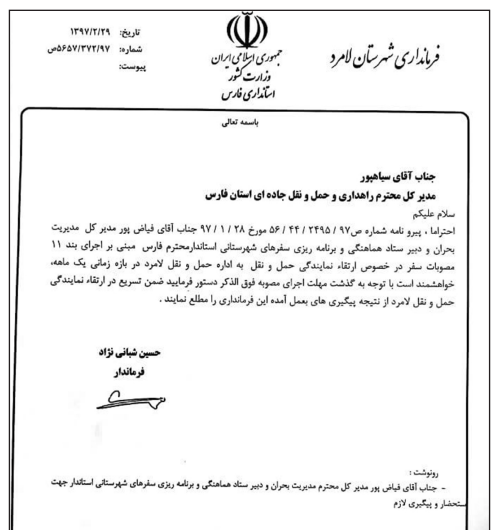 تاریخ: ۱۳۹۷/۲/۲۹
شماره: ۵۶۵۷/۳۷۲/۹۷ص
پیوست:
جمهوری اسلامی ایران
وزارت کشور
استانداری فارس
فرمانداری شهرستان لامرد
باسمه تعالی
جناب آقای سیاهپور
مدیر کل محترم راهداری و حمل و نقل جاده ای استان فارس
سلام علیکم
احتراما ، پیرو نامه شماره ص۹۷ / ۲۴۹۵ / ۴۴ / ۵۶ مورخ ۲۸ / ۱ / ۹۷ جناب آقای فیاض پور مدیر کل مدیریت
بحران و دبیر ستاد هماهنگی و برنامه ریزی سفرهای شهرستانی استاندارمحترم فارس مبنی بر اجرای بند ۱۱
مصوبات سفر در خصوص ارتقاء نمایندگی حمل و نقل به اداره حمل و نقل لامرد در بازه زمانی یک ماهه،
خواهشمند است با توجه به گذشت مهلت اجرای مصوبه فوق الذکر دستور فرمایید ضمن تسریع در ارتقاء نمایندگی
حمل و نقل لامرد از نتیجه پیگیری های بعمل آمده این فرمانداری را مطلع نمایند .
حسین شبانی نژاد
فرماندار
رونوشت :
- جناب آقای فیاض پور مدیر کل محترم مدیریت بحران و دبیر ستاد هماهنگی و برنامه ریزی سفرهای شهرستانی استاندار جهت
ستحضار و پیگیری لازم